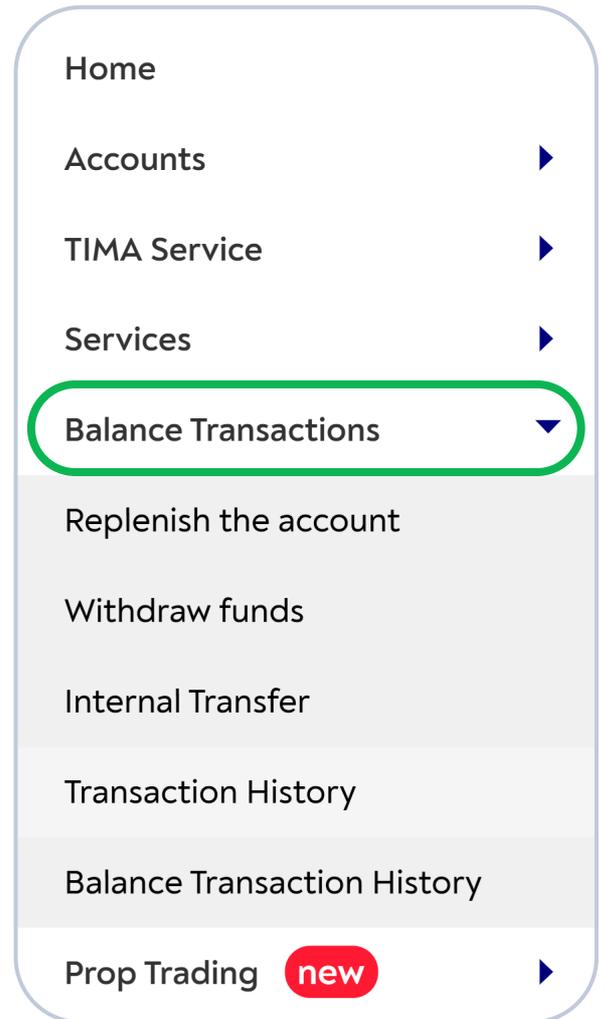 Home
Accounts
TIMA Service
Services
Balance Transactions
Replenish the account
Withdraw funds
Internal Transfer
Transaction History
Balance Transaction History
Prop Trading new